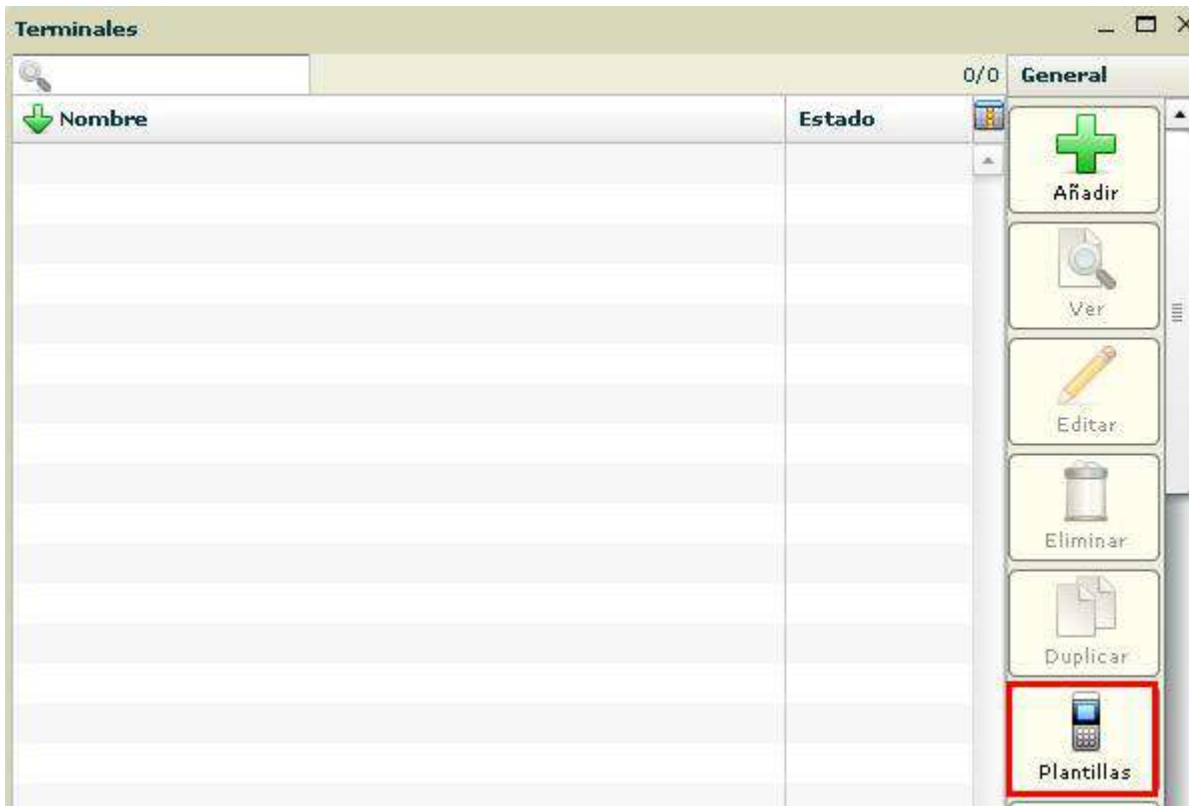 Terminales
0/0 General
Nombre Estado
Añadir
Ver
Editar
Eliminar
Duplicar
Plantillas